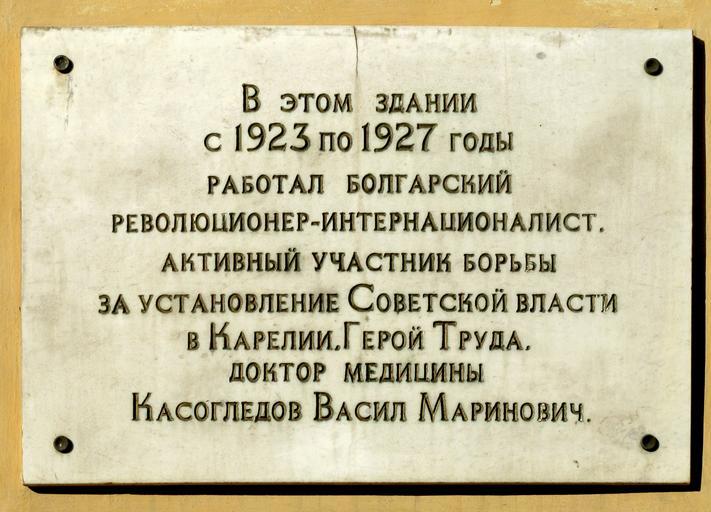 В этом здании
с 1923 по 1927 годы
работал болгарский
революционер-интернационалист.
активный участник борьбы
за установление Советской власти
в Карелии. Герой Труда.
доктор медицины
Касогледов Васил Маринович.